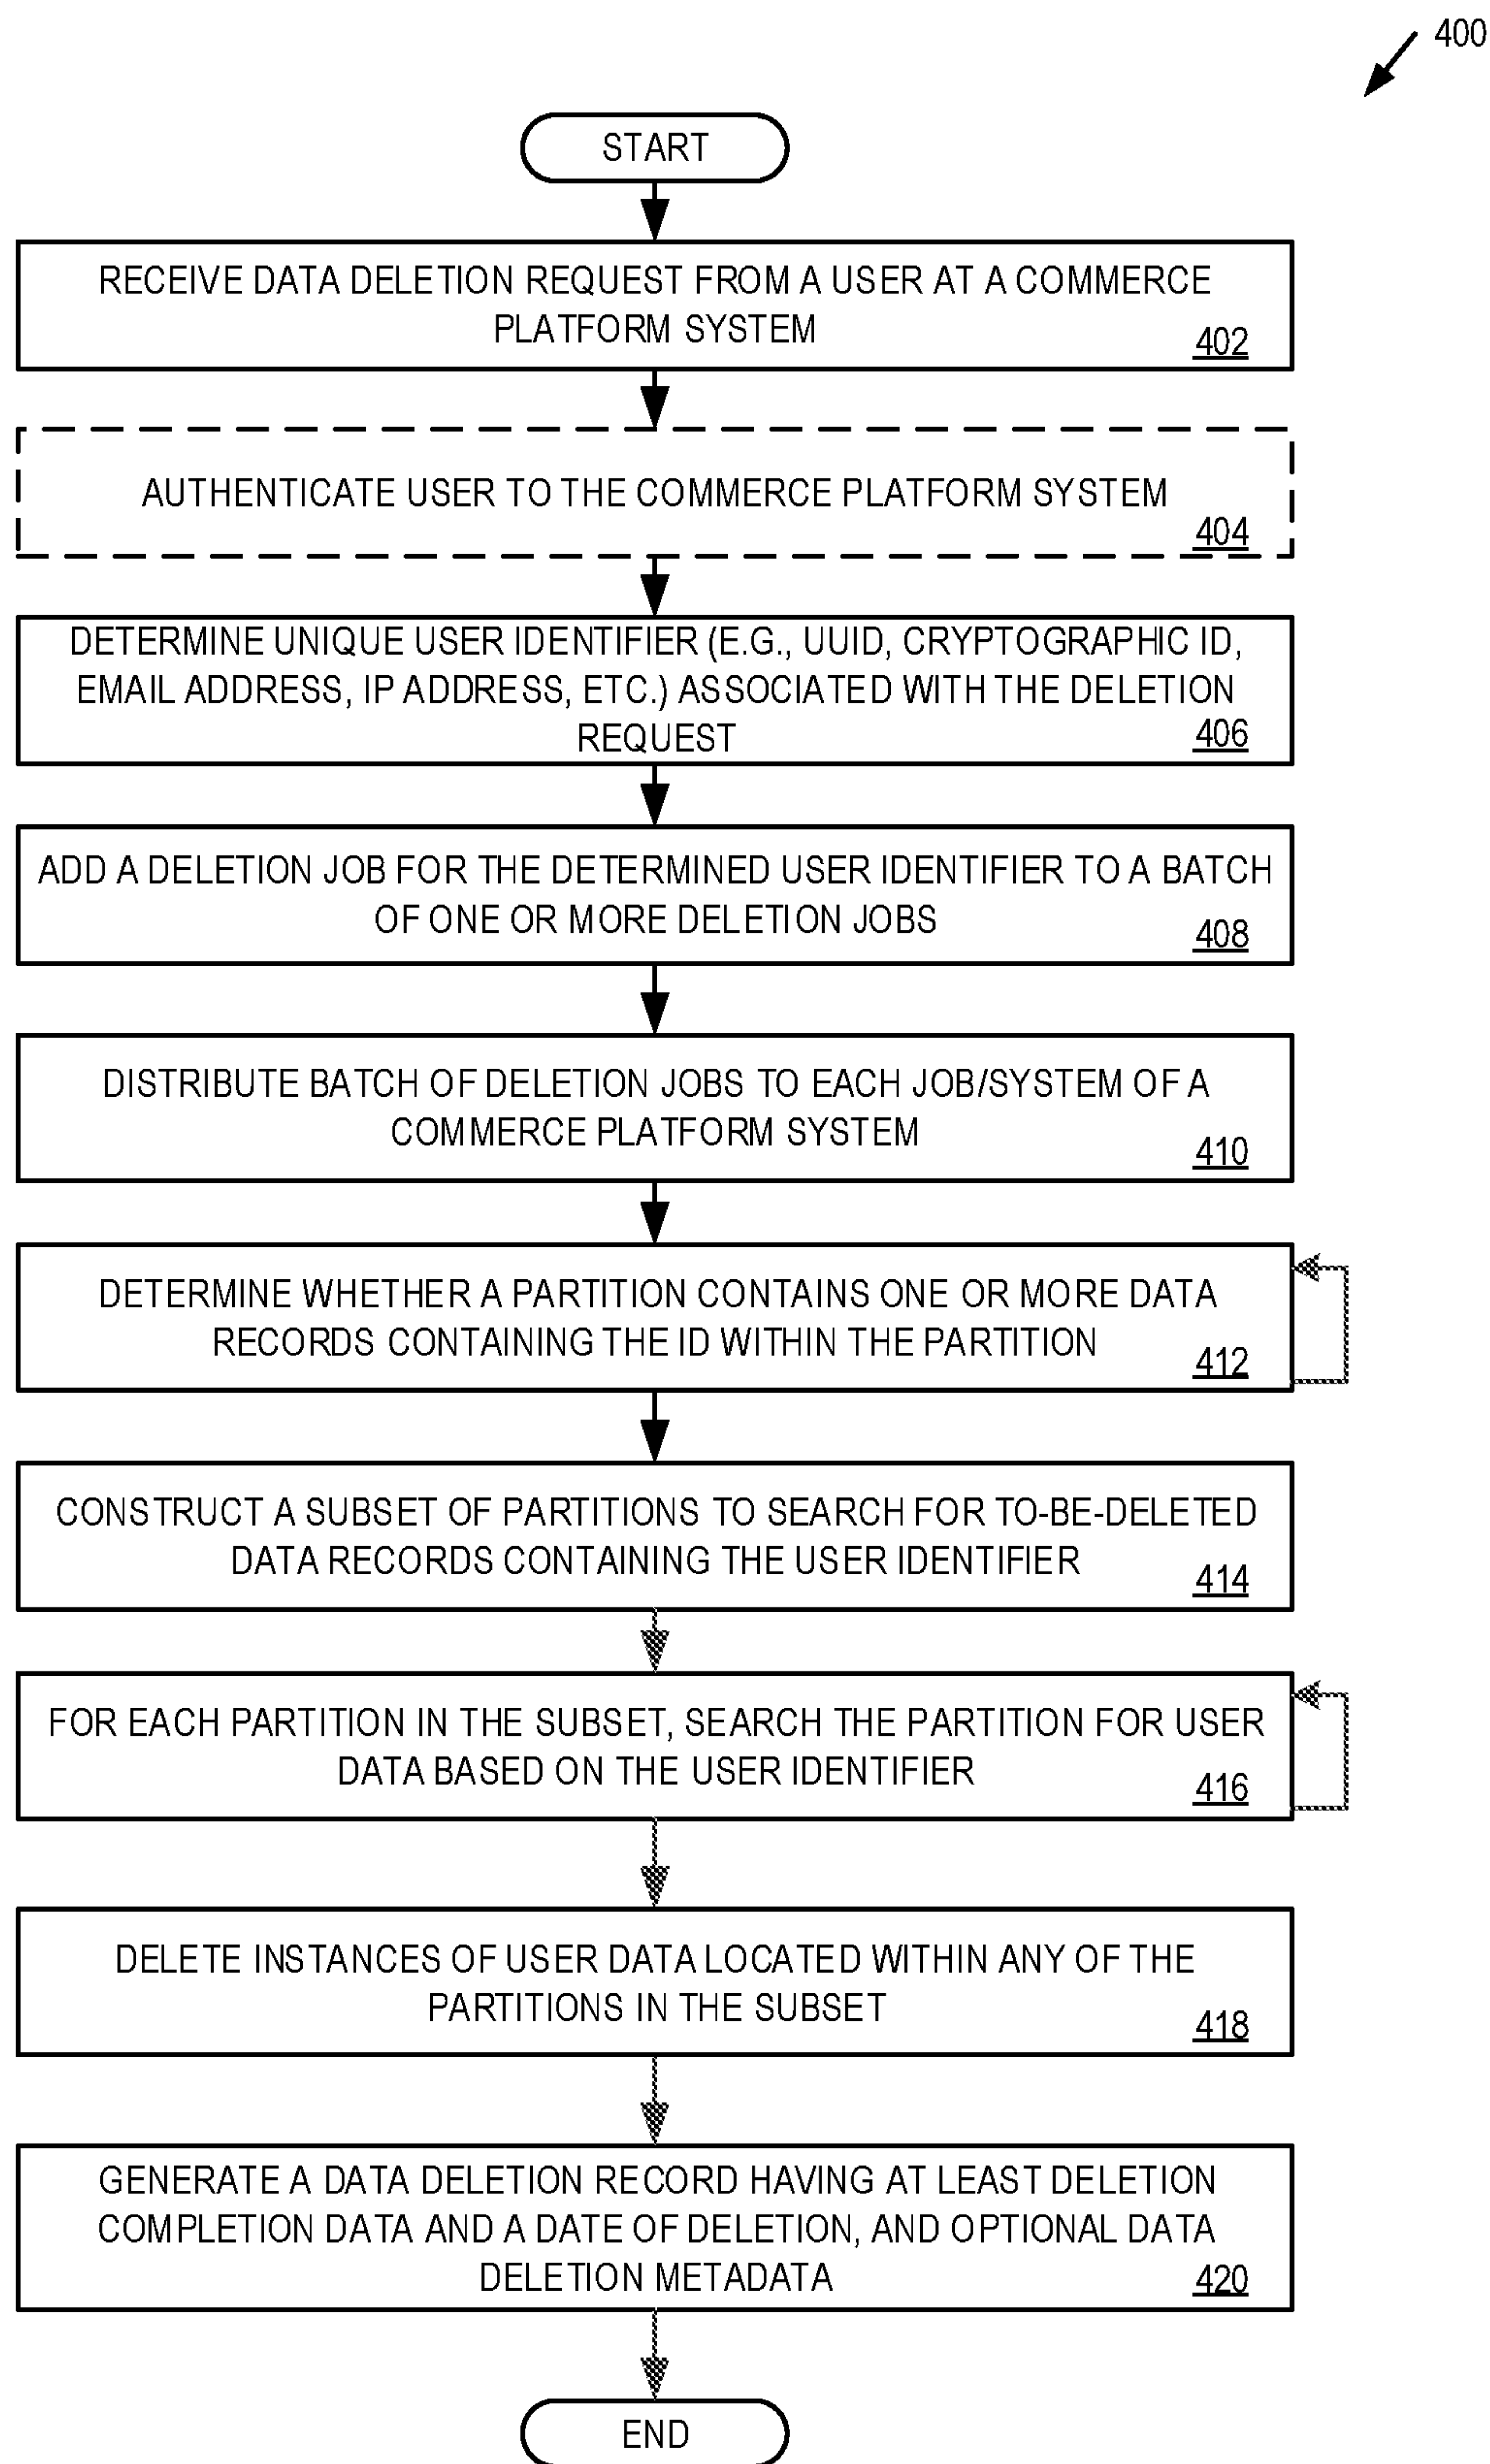 400
START
RECEIVE DATA DELETION REQUEST FROM A USER AT A COMMERCE
PLATFORM SYSTEM
402
AUTHENTICATE USER TO THE COMMERCE PLATFORM SYSTEM
404
DETERMINE UNIQUE USER IDENTIFIER (E.G., UUID, CRYPTOGRAPHIC ID,
EMAIL ADDRESS, IP ADDRESS, ETC.) ASSOCIATED WITH THE DELETION
REQUEST
406
ADD A DELETION JOB FOR THE DETERMINED USER IDENTIFIER TO A BATCH
OF ONE OR MORE DELETION JOBS
408
DISTRIBUTE BATCH OF DELETION JOBS TO EACH JOB/SYSTEM OF A
COMMERCE PLATFORM SYSTEM
410
DETERMINE WHETHER A PARTITION CONTAINS ONE OR MORE DATA
RECORDS CONTAINING THE ID WITHIN THE PARTITION
412
CONSTRUCT A SUBSET OF PARTITIONS TO SEARCH FOR TO-BE-DELETED
DATA RECORDS CONTAINING THE USER IDENTIFIER
414
FOR EACH PARTITION IN THE SUBSET, SEARCH THE PARTITION FOR USER
DATA BASED ON THE USER IDENTIFIER
416
DELETE INSTANCES OF USER DATA LOCATED WITHIN ANY OF THE
PARTITIONS IN THE SUBSET
418
GENERATE A DATA DELETION RECORD HAVING AT LEAST DELETION
COMPLETION DATA AND A DATE OF DELETION, AND OPTIONAL DATA
DELETION METADATA
420
END